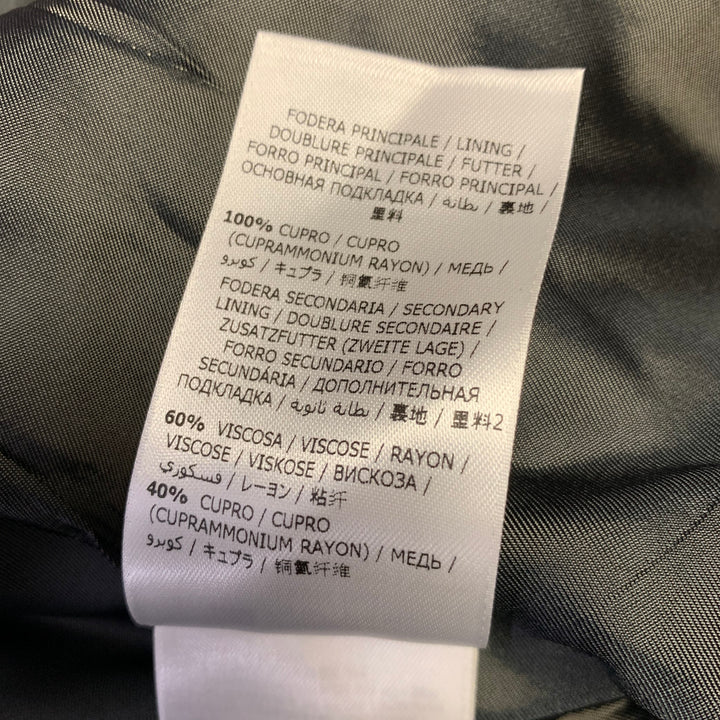 FODERA PRINCIPALE / LINING /
DOUBLURE PRINCIPALE / FUTTER /
FORRO PRINCIPAL / FORRO PRINCIPAL /
ОСНОВНАЯ ПОДКЛАДКА / بطانة / 裏地 /
里料
100% CUPRO / CUPRO
(CUPRAMMONIUM RAYON) / МЕДЬ /
كوبرو / キュプラ / 铜氨纤维
FODERA SECONDARIA / SECONDARY
LINING / DOUBLURE SECONDAIRE /
ZUSATZFUTTER (ZWEITE LAGE) /
FORRO SECUNDARIO / FORRO
SECUNDÁRIA / ДОПОЛНИТЕЛЬНАЯ
ПОДКЛАДКА / بطانة ثانوية / 裏地 / 里料2
60% VISCOSA / VISCOSE / RAYON /
VISCOSE / VISKOSE / ВИСКОЗА /
فسكوزي / レーヨン / 粘纤
40% CUPRO / CUPRO
(CUPRAMMONIUM RAYON) / МЕДЬ /
كوبرو / キュプラ / 铜氨纤维